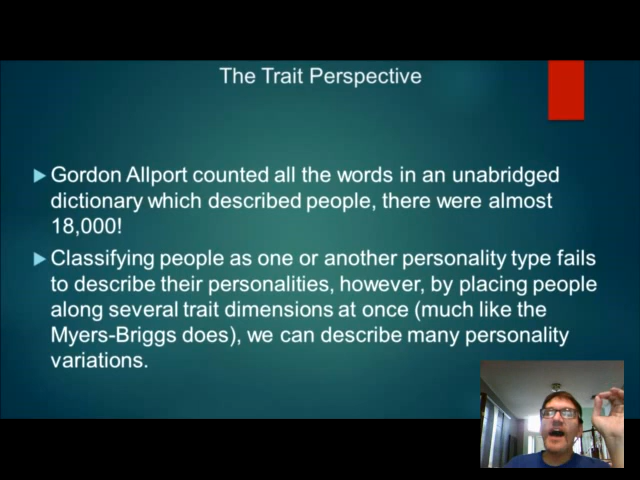 The Trait Perspective
Gordon Allport counted all the words in an unabridged
dictionary which described people, there were almost
18,000!
Classifying people as one or another personality type fails
to describe their personalities, however, by placing people
along several trait dimensions at once (much like the
Myers-Briggs does), we can describe many personality
variations.